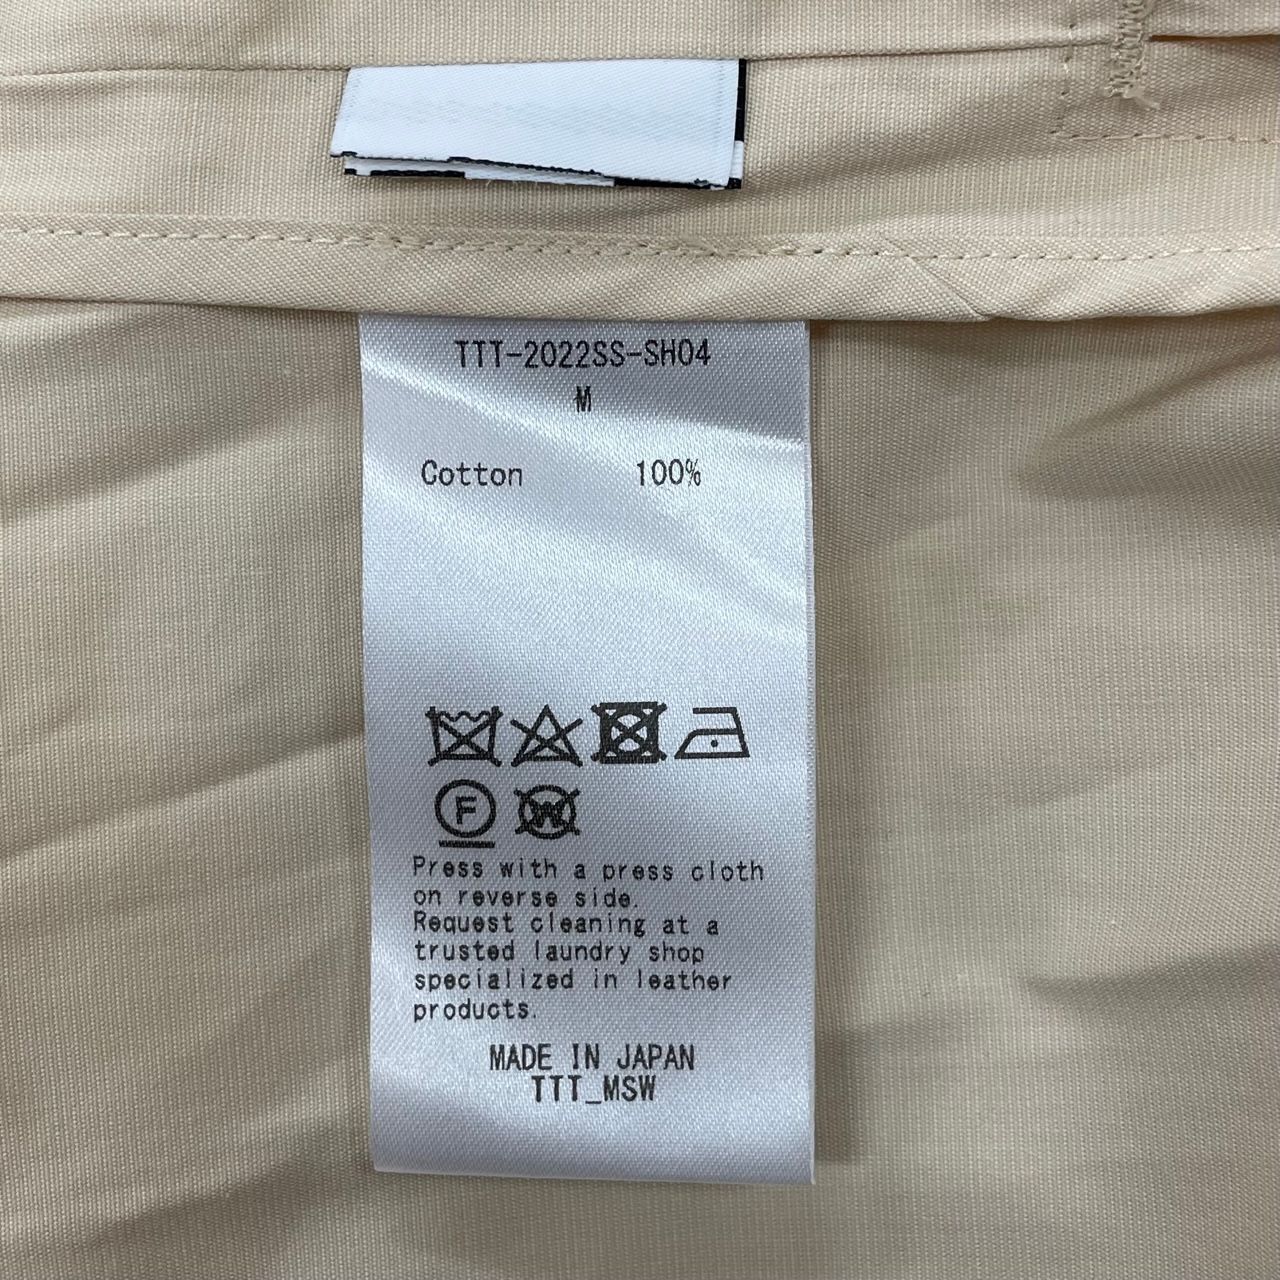 TTT-2022SS-SH04
M
Cotton 100%
F
W
Press with a press cloth
on reverse side.
Request cleaning at a
trusted laundry shop
specialized in leather
products.
MADE IN JAPAN
TTT_MSW